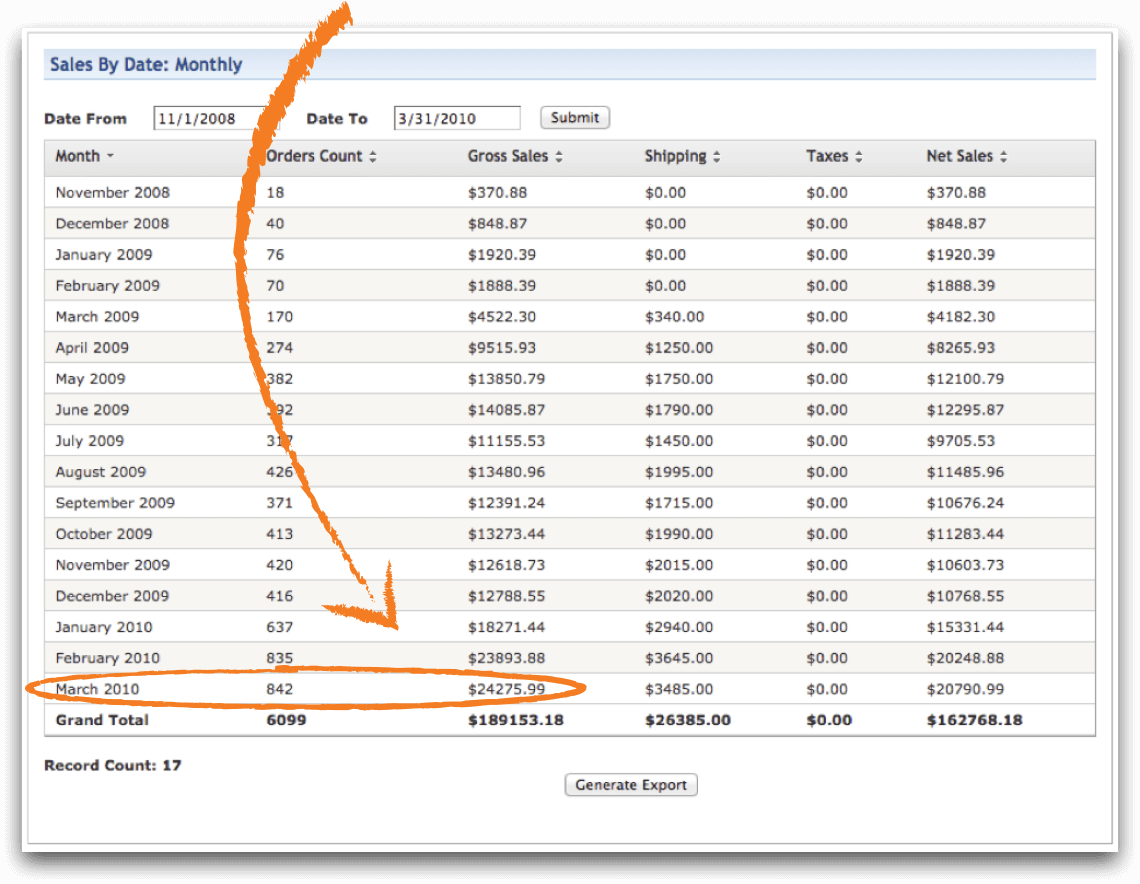 Sales By Date: Monthly
Date From 11/1/2008 Date To 3/31/2010 Submit
Month Orders Count Gross Sales Shipping Taxes Net Sales
November 2008 18 $370.88 $0.00 $0.00 $370.88
December 2008 40 $848.87 $0.00 $0.00 $848.87
January 2009 76 $1920.39 $0.00 $0.00 $1920.39
February 2009 70 $1888.39 $0.00 $0.00 $1888.39
March 2009 170 $4522.30 $340.00 $0.00 $4182.30
April 2009 274 $9515.93 $1250.00 $0.00 $8265.93
May 2009 382 $13850.79 $1750.00 $0.00 $12100.79
June 2009 392 $14085.87 $1790.00 $0.00 $12295.87
July 2009 317 $11155.53 $1450.00 $0.00 $9705.53
August 2009 426 $13480.96 $1995.00 $0.00 $11485.96
September 2009 371 $12391.24 $1715.00 $0.00 $10676.24
October 2009 413 $13273.44 $1990.00 $0.00 $11283.44
November 2009 420 $12618.73 $2015.00 $0.00 $10603.73
December 2009 416 $12788.55 $2020.00 $0.00 $10768.55
January 2010 637 $18271.44 $2940.00 $0.00 $15331.44
February 2010 835 $23893.88 $3645.00 $0.00 $20248.88
March 2010 842 $24275.99 $3485.00 $0.00 $20790.99
Grand Total 6099 $189153.18 $26385.00 $0.00 $162768.18
Record Count: 17
Generate Export